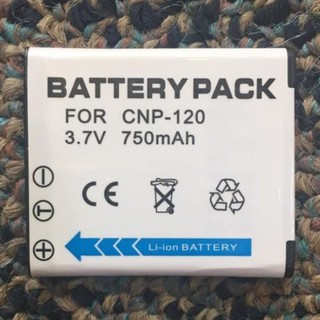 BATTERY PACK
FOR CNP-120
3.7V 750mAh
CE
Li-ion BATTERY